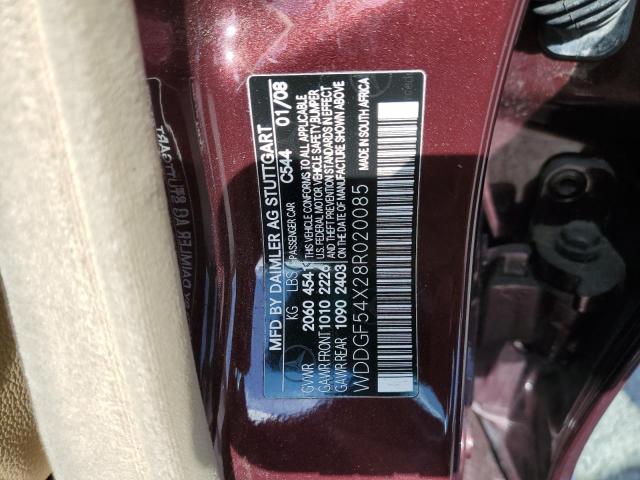 MFD BY DAIMLER AG STUTTGART
C544 01/08
KG LBS PASSENGER CAR
GVWR 2060 454
GAWR FRONT 1010 2226
GAWR REAR 1090 2403
THIS VEHICLE CONFORMS TO ALL APPLICABLE
U.S. FEDERAL MOTOR VEHICLE SAFETY BUMPER
AND THEFT PREVENTION STANDARDS IN EFFECT
ON THE DATE OF MANUFACTURE SHOWN ABOVE
WDDGF54X28R020085
MADE IN SOUTH AFRICA